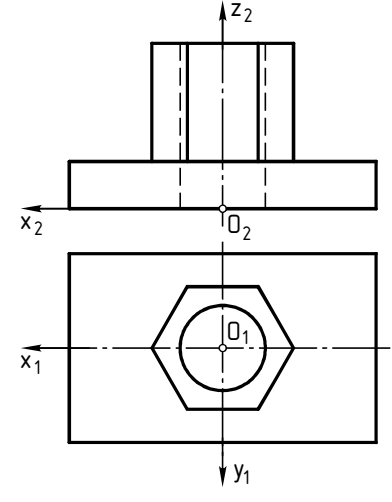 z₂
x₂
O₂
O₁
x₁
y₁